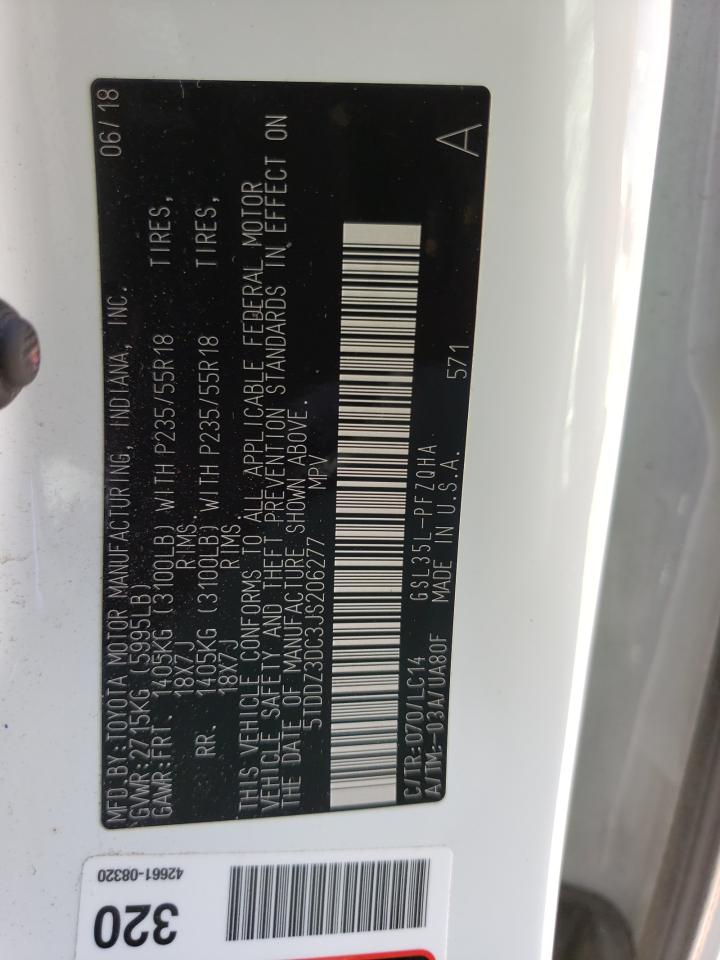 MFD BY:TOYOTA MOTOR MANUFACTURING, INDIANA, INC. 06/18
GVWR:2715KG (5995LB)
GAWR:FRT. 1405KG (3100LB) WITH P235/55R18 TIRES,
18X7J RIMS.
RR. 1405KG (3100LB) WITH P235/55R18 TIRES,
18X7J RIMS.
THIS VEHICLE CONFORMS TO ALL APPLICABLE FEDERAL MOTOR
VEHICLE SAFETY AND THEFT PREVENTION STANDARDS IN EFFECT ON
THE DATE OF MANUFACTURE SHOWN ABOVE.
5TDDZ3DC3JS206277 MPV
C/TR:070/LC14 GSL35L-PFZQHA
A/TM:-03A/UA80F MADE IN U.S.A. 571 A
42661-08320
320